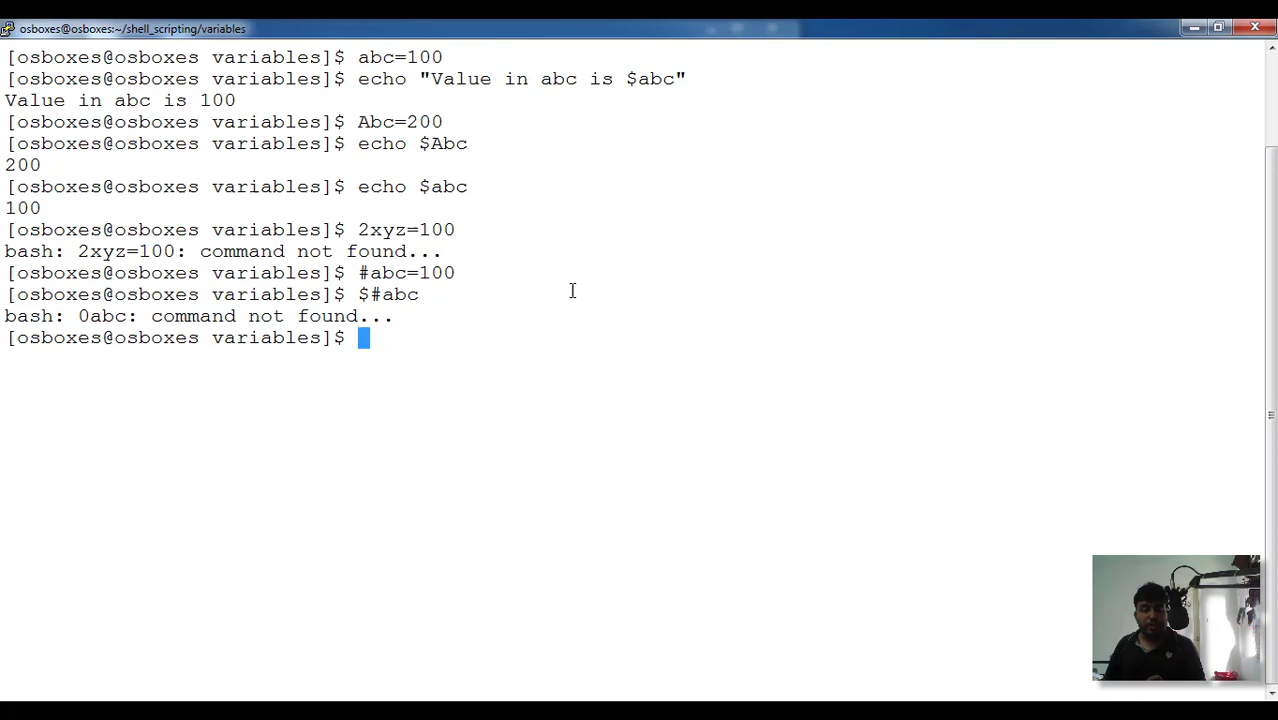 osboxes@osboxes:~/shell_scripting/variables
[osboxes@osboxes variables]$ abc=100
[osboxes@osboxes variables]$ echo "Value in abc is $abc"
Value in abc is 100
[osboxes@osboxes variables]$ Abc=200
[osboxes@osboxes variables]$ echo $Abc
200
[osboxes@osboxes variables]$ echo $abc
100
[osboxes@osboxes variables]$ 2xyz=100
bash: 2xyz=100: command not found...
[osboxes@osboxes variables]$ #abc=100
[osboxes@osboxes variables]$ $#abc
bash: 0abc: command not found...
[osboxes@osboxes variables]$